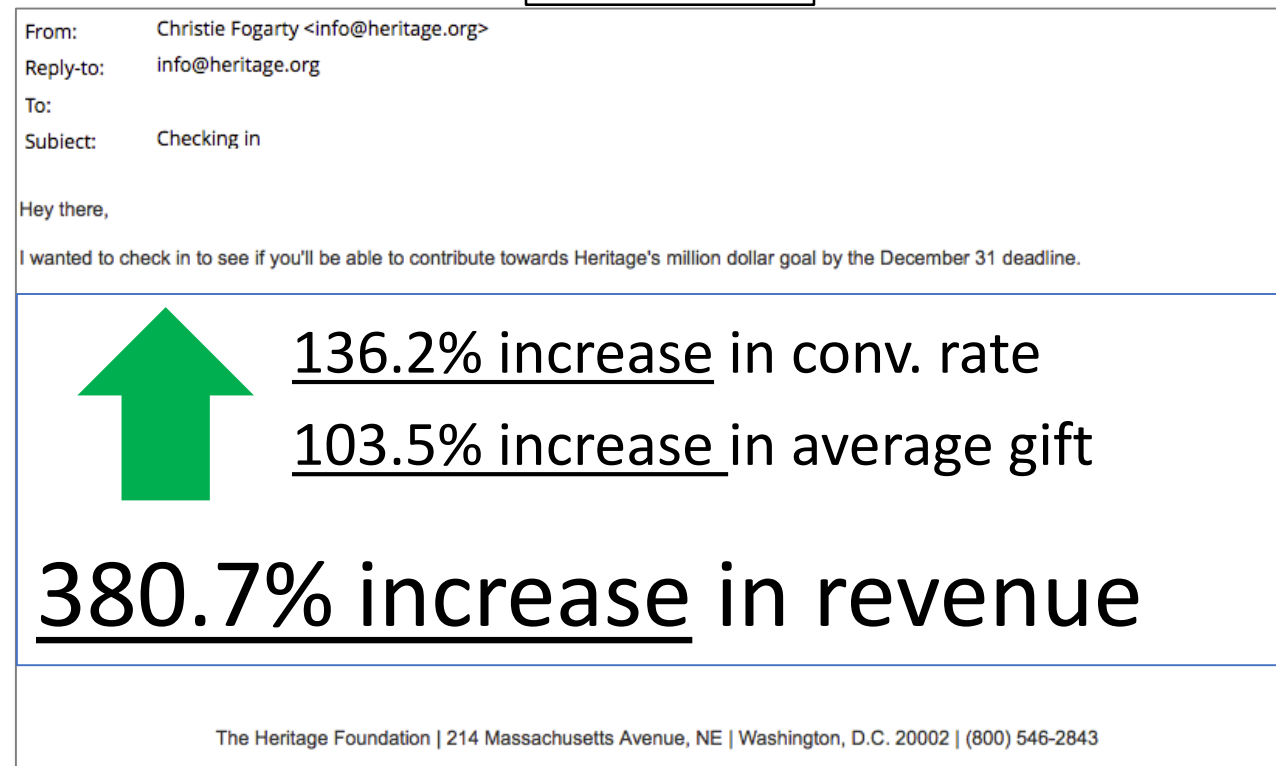 From: Christie Fogarty <info@heritage.org>
Reply-to: info@heritage.org
To:
Subject: Checking in
Hey there,
I wanted to check in to see if you'll be able to contribute towards Heritage's million dollar goal by the December 31 deadline.
136.2% increase in conv. rate
103.5% increase in average gift
380.7% increase in revenue
The Heritage Foundation | 214 Massachusetts Avenue, NE | Washington, D.C. 20002 | (800) 546-2843